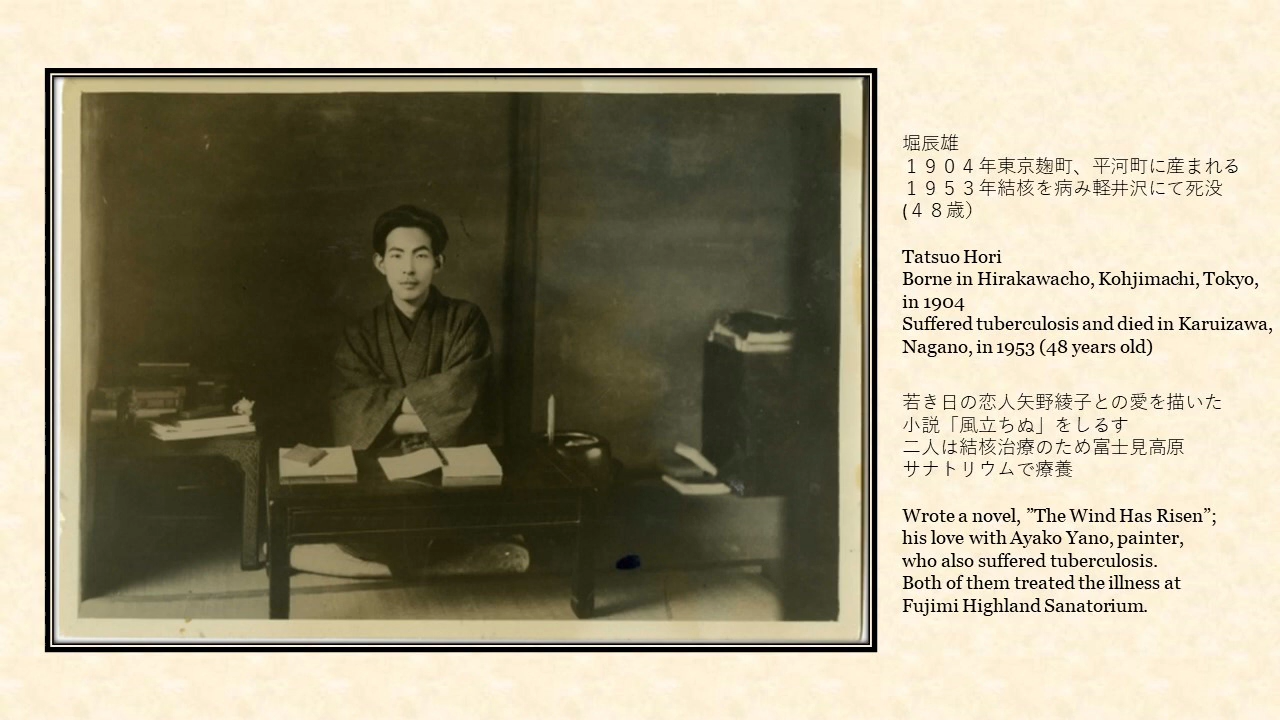 堀辰雄
１９０４年東京麹町、平河町に産まれる
１９５３年結核を病み軽井沢にて死没
(４８歳）
Tatsuo Hori
Borne in Hirakawacho, Kohjimachi, Tokyo,
in 1904
Suffered tuberculosis and died in Karuizawa,
Nagano, in 1953 (48 years old)
若き日の恋人矢野綾子との愛を描いた
小説「風立ちぬ」をしるす
二人は結核治療のため富士見高原
サナトリウムで療養
Wrote a novel, ”The Wind Has Risen”;
his love with Ayako Yano, painter,
who also suffered tuberculosis.
Both of them treated the illness at
Fujimi Highland Sanatorium.